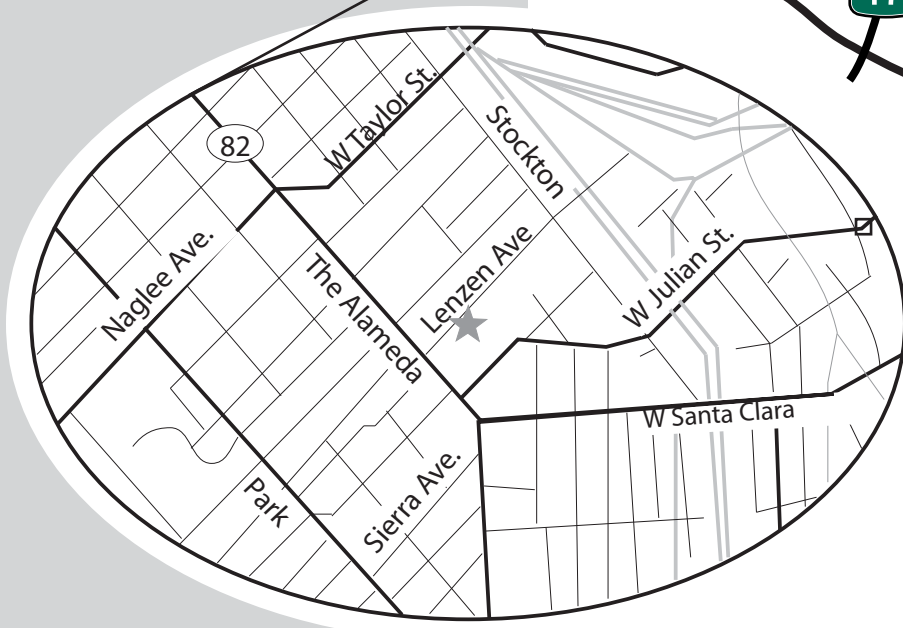 W Taylor St.
82
Stockton
Naglee Ave.
The Alameda
Lenzen Ave
W Julian St.
W Santa Clara
Park
Sierra Ave.